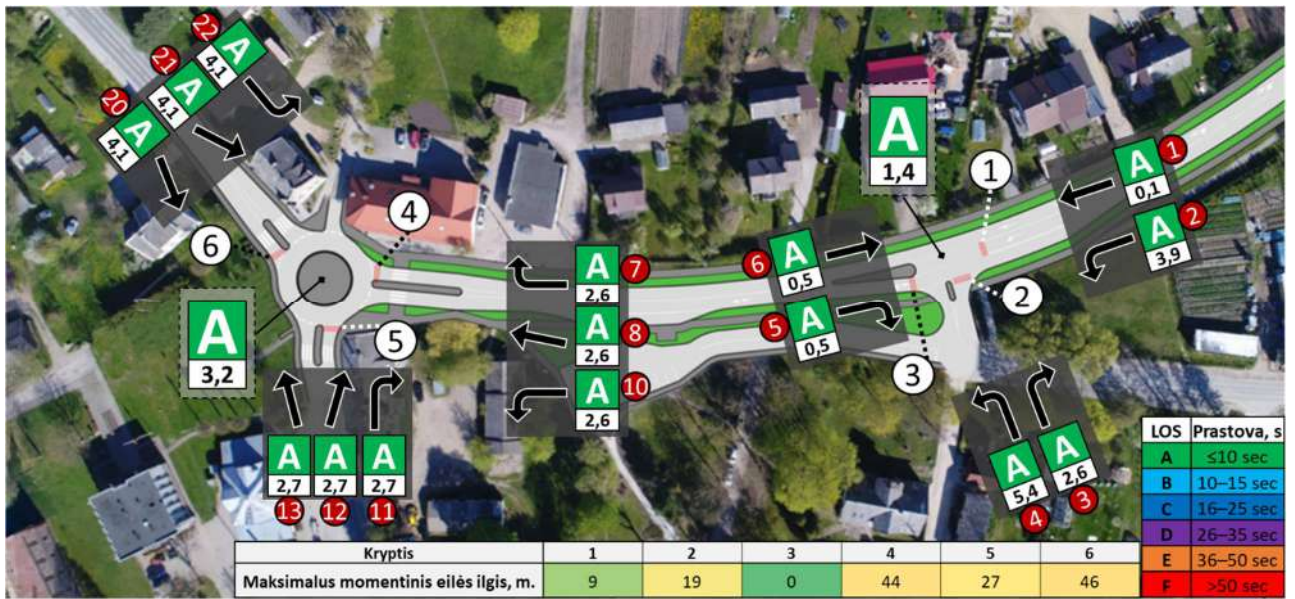 22
A
4,1
21
A
4,1
20
A
4,1
6
A
3,2
4
5
A
2,7
13
A
2,7
12
A
2,7
11
A
2,6
7
A
2,6
8
A
2,6
10
6
A
0,5
5
A
0,5
A
1,4
1
2
3
A
0,1
1
A
3,9
2
A
5,4
4
A
2,6
3
Kryptis 1 2 3 4 5 6
Maksimalus momentinis eilės ilgis, m. 9 19 0 44 27 46
LOS Prastova, s
A ≤10 sec
B 10–15 sec
C 16–25 sec
D 26–35 sec
E 36–50 sec
F >50 sec